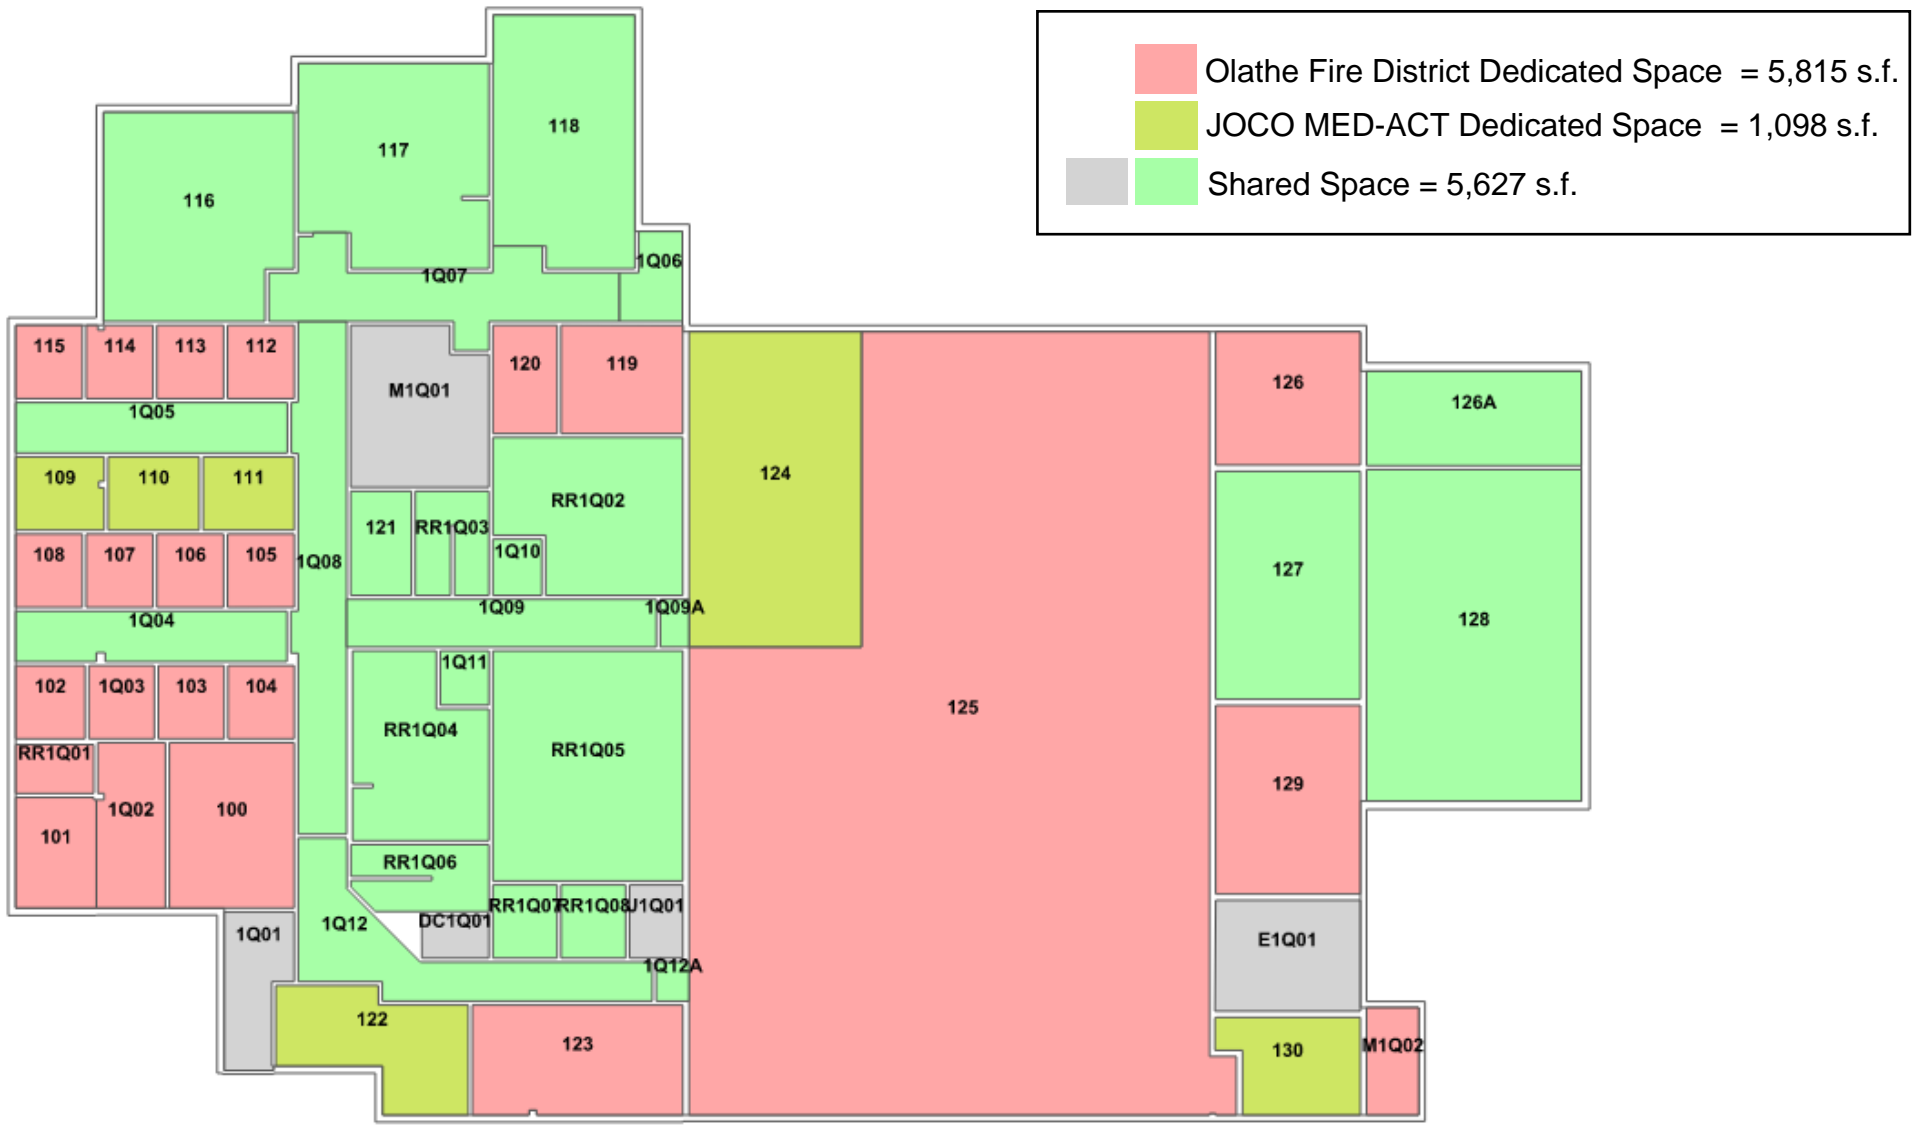 Olathe Fire District Dedicated Space = 5,815 s.f.
JOCO MED-ACT Dedicated Space = 1,098 s.f.
Shared Space = 5,627 s.f.
118
117
116
1Q06
1Q07
115
114
113
112
120
119
M1Q01
126
126A
1Q05
109
110
111
124
RR1Q02
121
RR1Q03
1Q10
108
107
106
105
1Q08
127
1Q04
1Q09
1Q09A
128
102
1Q03
103
104
1Q11
125
RR1Q04
RR1Q05
RR1Q01
1Q02
100
101
129
RR1Q06
1Q12
DC1Q01
RR1Q07
RR1Q08
J1Q01
1Q01
E1Q01
1Q12A
122
123
130
M1Q02